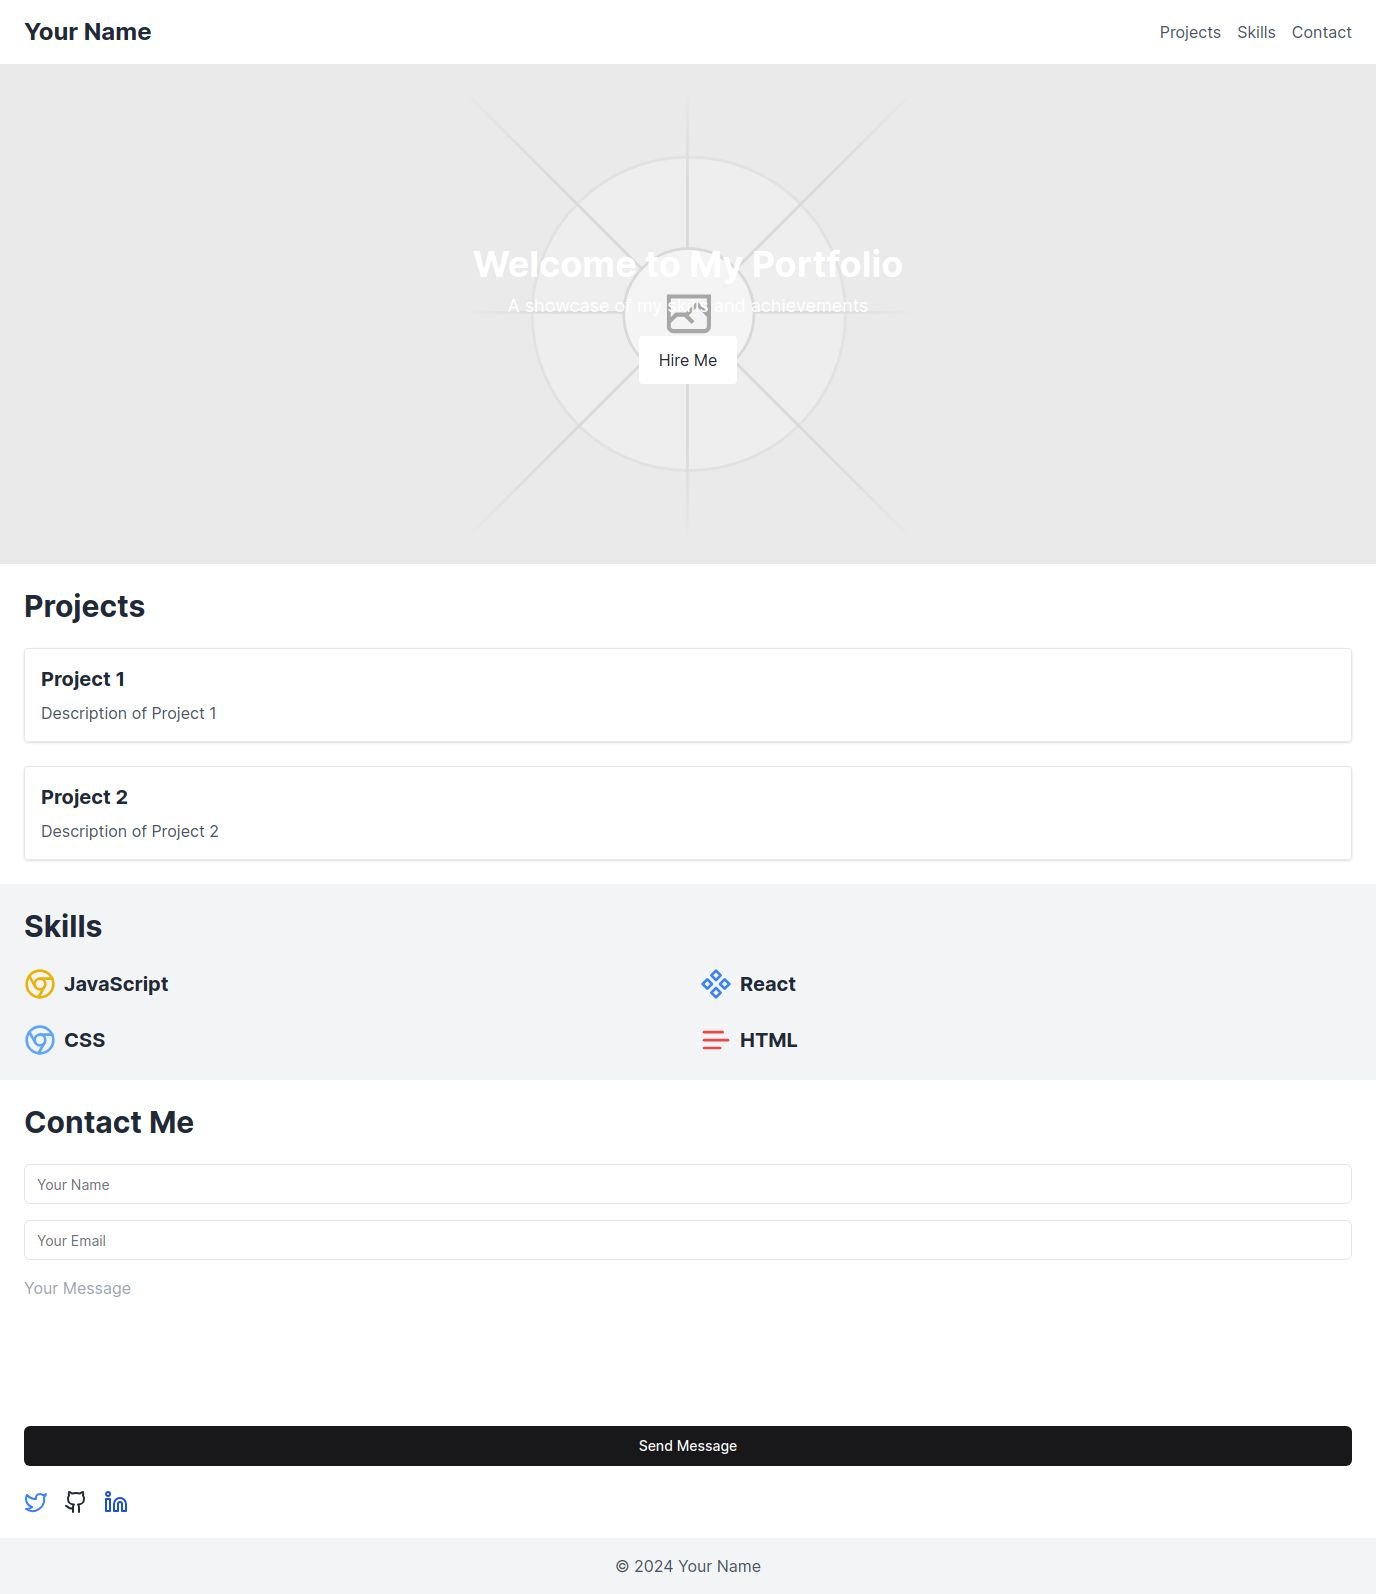 Your Name
Projects Skills Contact
Welcome to My Portfolio
A showcase of my skills and achievements
Hire Me
Projects
Project 1
Description of Project 1
Project 2
Description of Project 2
Skills
JavaScript
React
CSS
HTML
Contact Me
Your Name
Your Email
Your Message
Send Message
© 2024 Your Name